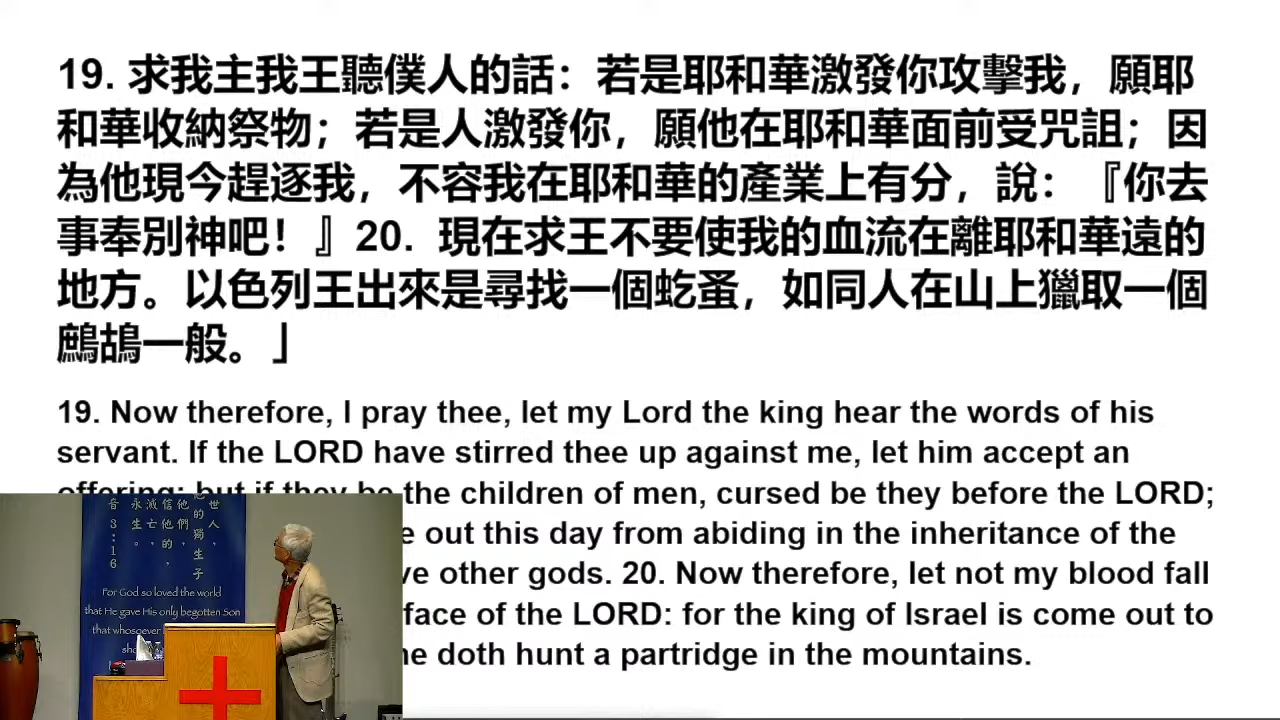 19. 求我主我王聽僕人的話：若是耶和華激發你攻擊我，願耶
和華收納祭物；若是人激發你，願他在耶和華面前受咒詛；因
為他現今趕逐我，不容我在耶和華的產業上有分，說：『你去
事奉別神吧！』20. 現在求王不要使我的血流在離耶和華遠的
地方。以色列王出來是尋找一個虼蚤，如同人在山上獵取一個
鷓鴣一般。」
19. Now therefore, I pray thee, let my Lord the king hear the words of his
servant. If the LORD have stirred thee up against me, let him accept an
offering: but if they be the children of men, cursed be they before the LORD;
e out this day from abiding in the inheritance of the
ve other gods. 20. Now therefore, let not my blood fall
face of the LORD: for the king of Israel is come out to
he doth hunt a partridge in the mountains.
世人，
的獨生子
他們，
信他的，
滅亡，
永生。
音3:16
For God so loved the world
that He gave His only begotten Son
that whosoever